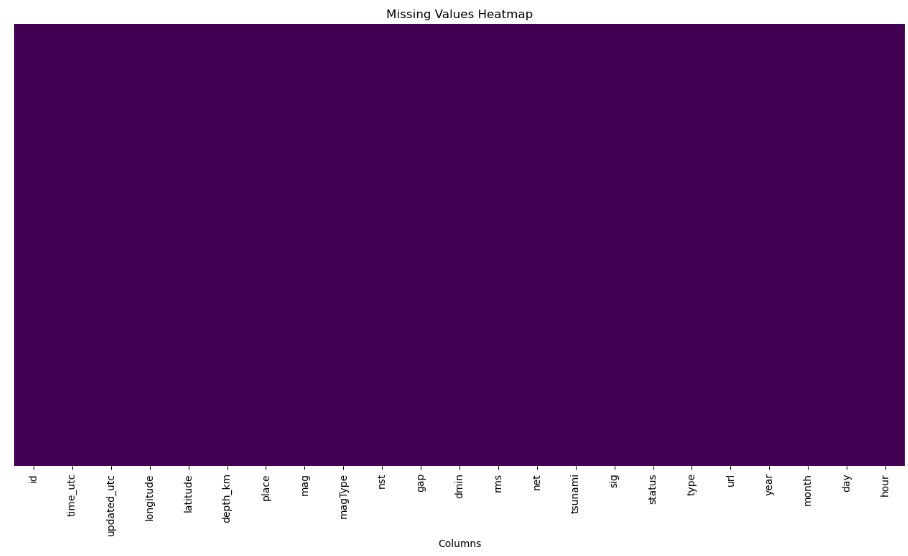 Missing Values Heatmap
id
time_utc
updated_utc
longitude
latitude
depth_km
place
mag
magType
nst
gap
dmin
rms
net
tsunami
sig
status
type
url
year
month
day
hour
Columns